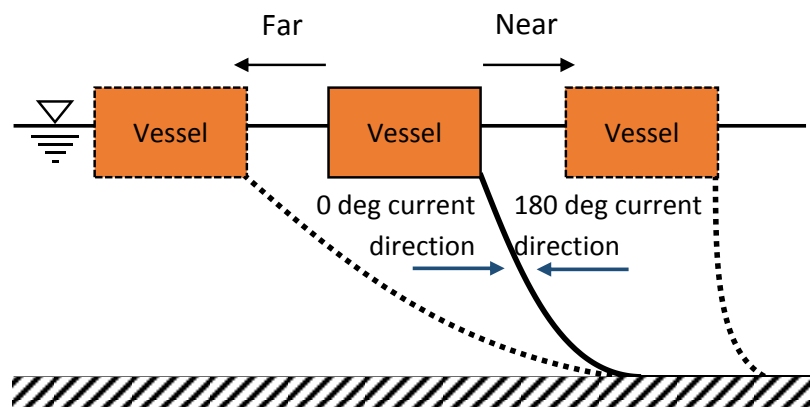 Far
Near
Vessel
Vessel
Vessel
0 deg current
direction
180 deg current
direction